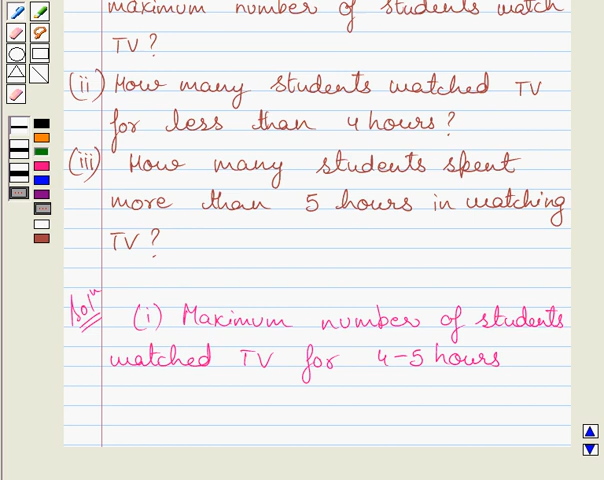 maximum number of students watch
TV?
(ii) How many students watched TV
for less than 4 hours?
(iii) How many students spent
more than 5 hours in watching
TV?
Solⁿ (i) Maximum number of students
watched TV for 4-5 hours